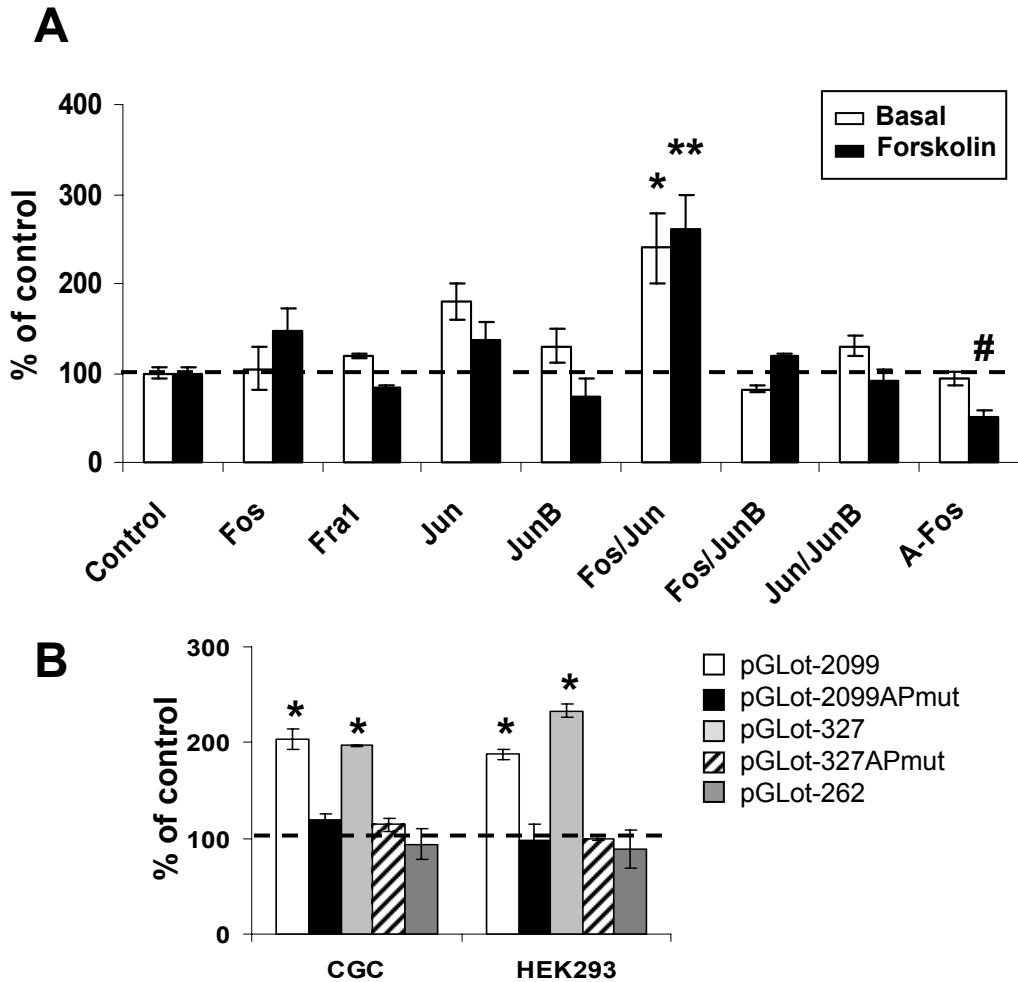 A
% of control
400
300
200
100
0
Basal
Forskolin
*
**
#
Control
Fos
Fra1
Jun
JunB
Fos/Jun
Fos/JunB
Jun/JunB
A-Fos
B
% of control
300
200
100
0
*
*
*
*
CGC
HEK293
pGLot-2099
pGLot-2099APmut
pGLot-327
pGLot-327APmut
pGLot-262